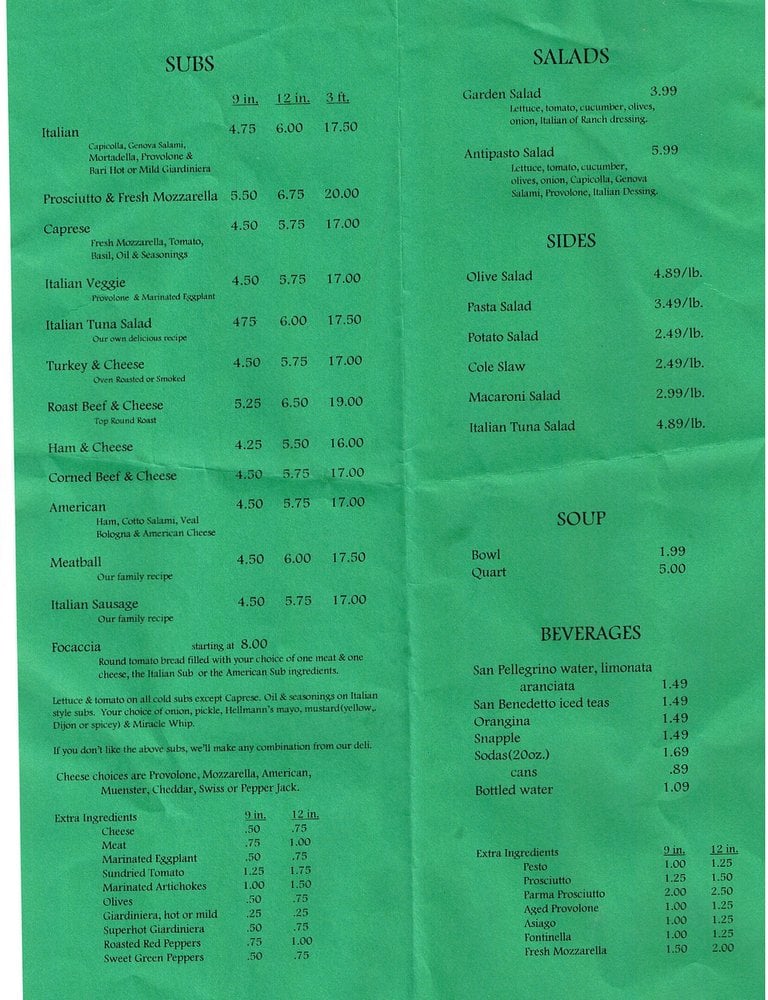 SUBS
9 in. 12 in. 3 ft.
Italian 4.75 6.00 17.50
Capicolla, Genova Salami,
Mortadella, Provolone &
Bari Hot or Mild Giardiniera
Prosciutto & Fresh Mozzarella 5.50 6.75 20.00
Caprese 4.50 5.75 17.00
Fresh Mozzarella, Tomato,
Basil, Oil & Seasonings
Italian Veggie 4.50 5.75 17.00
Provolone & Marinated Eggplant
Italian Tuna Salad 475 6.00 17.50
Our own delicious recipe
Turkey & Cheese 4.50 5.75 17.00
Oven Roasted or Smoked
Roast Beef & Cheese 5.25 6.50 19.00
Top Round Roast
Ham & Cheese 4.25 5.50 16.00
Corned Beef & Cheese 4.50 5.75 17.00
American 4.50 5.75 17.00
Ham, Cotto Salami, Veal
Bologna & American Cheese
Meatball 4.50 6.00 17.50
Our family recipe
Italian Sausage 4.50 5.75 17.00
Our family recipe
Focaccia starting at 8.00
Round tomato bread filled with your choice of one meat & one
cheese, the Italian Sub or the American Sub ingredients.
Lettuce & tomato on all cold subs except Caprese. Oil & seasonings on Italian
style subs. Your choice of onion, pickle, Hellmann's mayo, mustard(yellow,.
Dijon or spicey) & Miracle Whip.
If you don't like the above subs, we'll make any combination from our deli.
Cheese choices are Provolone, Mozzarella, American,
Muenster, Cheddar, Swiss or Pepper Jack.
Extra Ingredients 9 in. 12 in.
Cheese .50 .75
Meat .75 1.00
Marinated Eggplant .50 .75
Sundried Tomato 1.25 1.75
Marinated Artichokes 1.00 1.50
Olives .50 .75
Giardiniera, hot or mild .25 .25
Superhot Giardiniera .50 .75
Roasted Red Peppers .75 1.00
Sweet Green Peppers .50 .75
SALADS
Garden Salad 3.99
Lettuce, tomato, cucumber, olives,
onion, Italian of Ranch dressing.
Antipasto Salad 5.99
Lettuce, tomato, cucumber,
olives, onion, Capicolla, Genova
Salami, Provolone, Italian Dessing.
SIDES
Olive Salad 4.89/lb.
Pasta Salad 3.49/lb.
Potato Salad 2.49/lb.
Cole Slaw 2.49/lb.
Macaroni Salad 2.99/lb.
Italian Tuna Salad 4.89/lb.
SOUP
Bowl 1.99
Quart 5.00
BEVERAGES
San Pellegrino water, limonata
aranciata 1.49
San Benedetto iced teas 1.49
Orangina 1.49
Snapple 1.49
Sodas(20oz.) 1.69
cans .89
Bottled water 1.09
Extra Ingredients 9 in. 12 in.
Pesto 1.00 1.25
Prosciutto 1.25 1.50
Parma Prosciutto 2.00 2.50
Aged Provolone 1.00 1.25
Asiago 1.00 1.25
Fontinella 1.00 1.25
Fresh Mozzarella 1.50 2.00